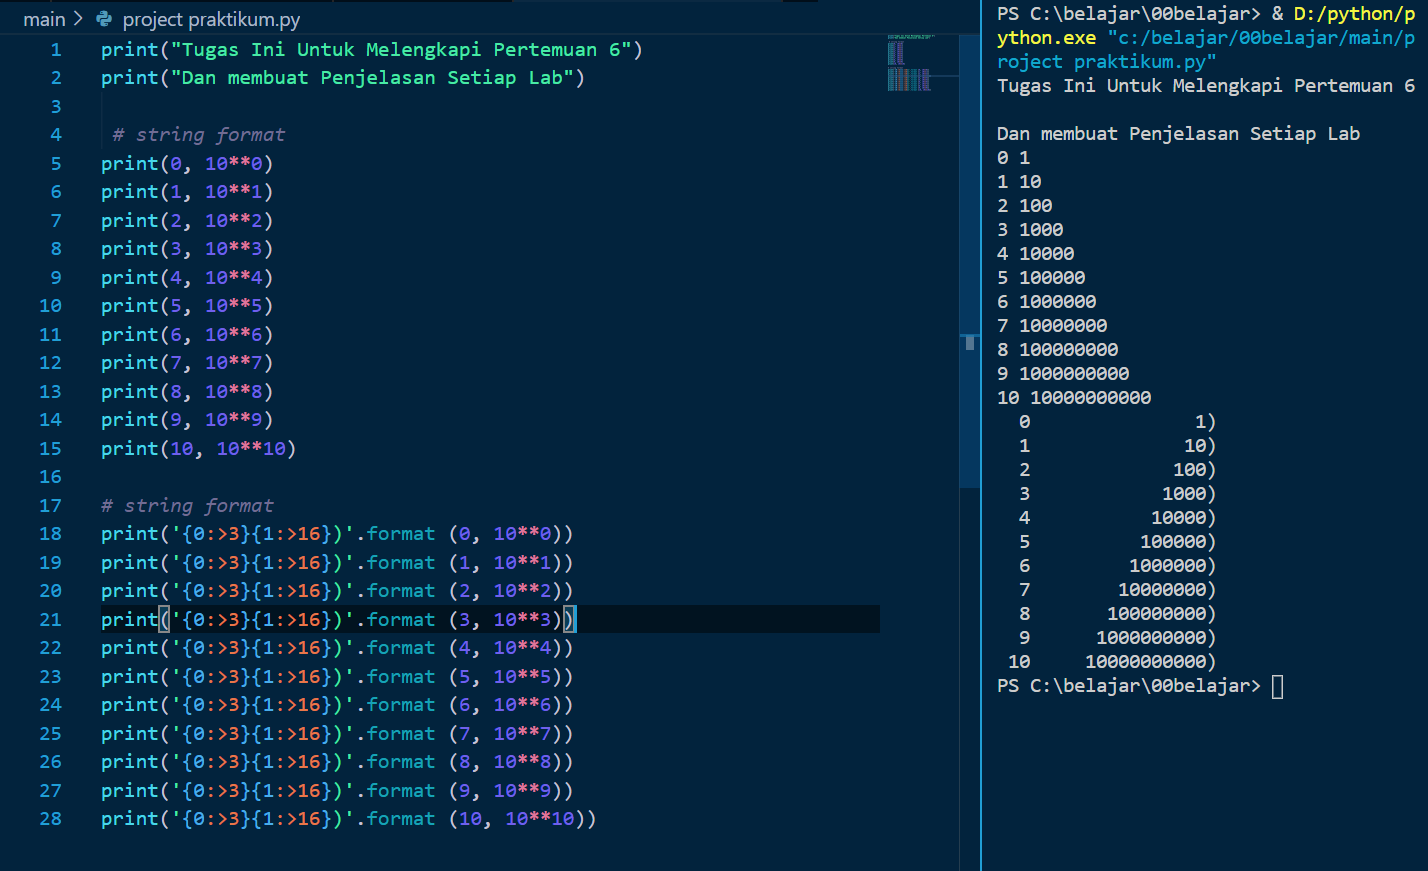 main > project praktikum.py
1 print("Tugas Ini Untuk Melengkapi Pertemuan 6")
2 print("Dan membuat Penjelasan Setiap Lab")
3
4  # string format
5 print(0, 10**0)
6 print(1, 10**1)
7 print(2, 10**2)
8 print(3, 10**3)
9 print(4, 10**4)
10 print(5, 10**5)
11 print(6, 10**6)
12 print(7, 10**7)
13 print(8, 10**8)
14 print(9, 10**9)
15 print(10, 10**10)
16
17 # string format
18 print('{0:>3}{1:>16})'.format (0, 10**0))
19 print('{0:>3}{1:>16})'.format (1, 10**1))
20 print('{0:>3}{1:>16})'.format (2, 10**2))
21 print('{0:>3}{1:>16})'.format (3, 10**3))
22 print('{0:>3}{1:>16})'.format (4, 10**4))
23 print('{0:>3}{1:>16})'.format (5, 10**5))
24 print('{0:>3}{1:>16})'.format (6, 10**6))
25 print('{0:>3}{1:>16})'.format (7, 10**7))
26 print('{0:>3}{1:>16})'.format (8, 10**8))
27 print('{0:>3}{1:>16})'.format (9, 10**9))
28 print('{0:>3}{1:>16})'.format (10, 10**10))
PS C:\belajar\00belajar> & D:/python/p
ython.exe "c:/belajar/00belajar/main/p
roject praktikum.py"
Tugas Ini Untuk Melengkapi Pertemuan 6

Dan membuat Penjelasan Setiap Lab
0 1
1 10
2 100
3 1000
4 10000
5 100000
6 1000000
7 10000000
8 100000000
9 1000000000
10 10000000000
  0               1)
  1              10)
  2             100)
  3            1000)
  4           10000)
  5          100000)
  6         1000000)
  7        10000000)
  8       100000000)
  9      1000000000)
 10     10000000000)
PS C:\belajar\00belajar>